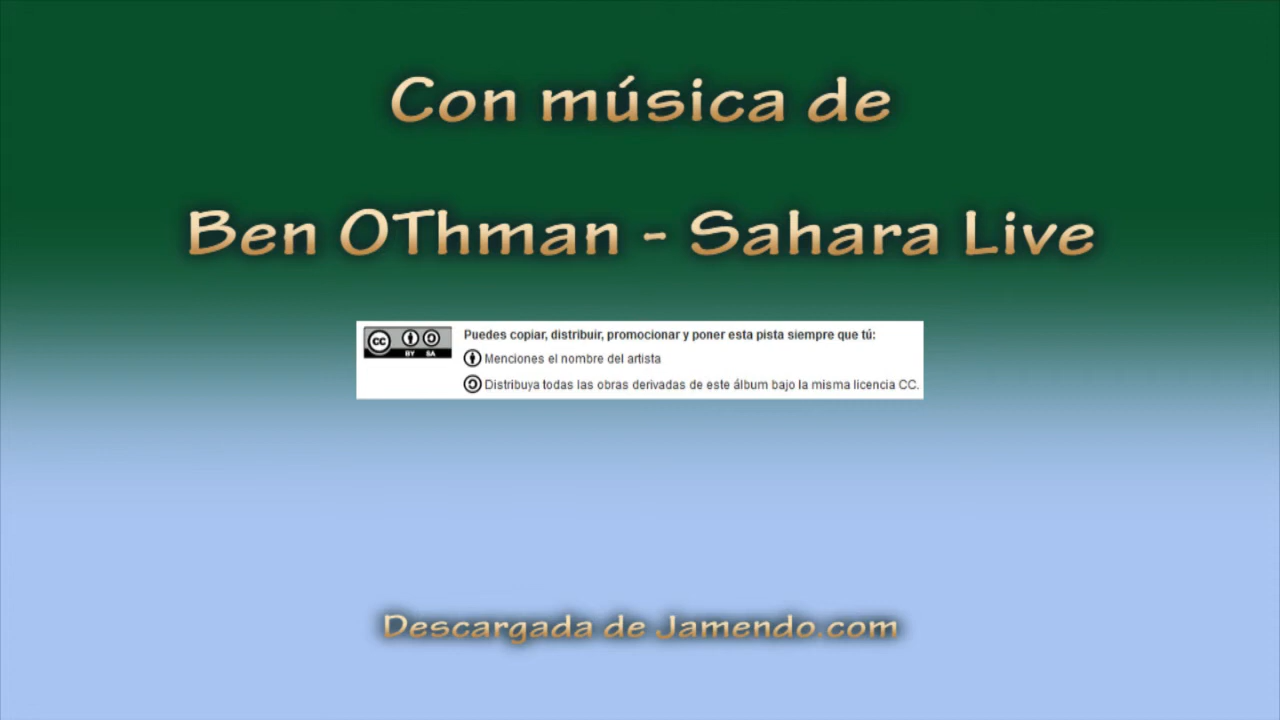 Con música de
Ben OThman - Sahara Live
Puedes copiar, distribuir, promocionar y poner esta pista siempre que tú:
cc BY SA
Menciones el nombre del artista
Distribuya todas las obras derivadas de este álbum bajo la misma licencia CC.
Descargada de Jamendo.com